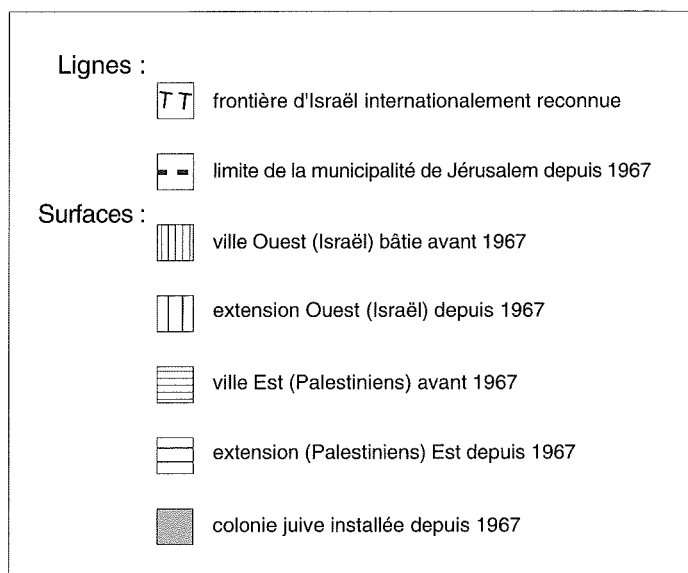 Lignes :
frontière d'Israël internationalement reconnue
limite de la municipalité de Jérusalem depuis 1967
Surfaces :
ville Ouest (Israël) bâtie avant 1967
extension Ouest (Israël) depuis 1967
ville Est (Palestiniens) avant 1967
extension (Palestiniens) Est depuis 1967
colonie juive installée depuis 1967